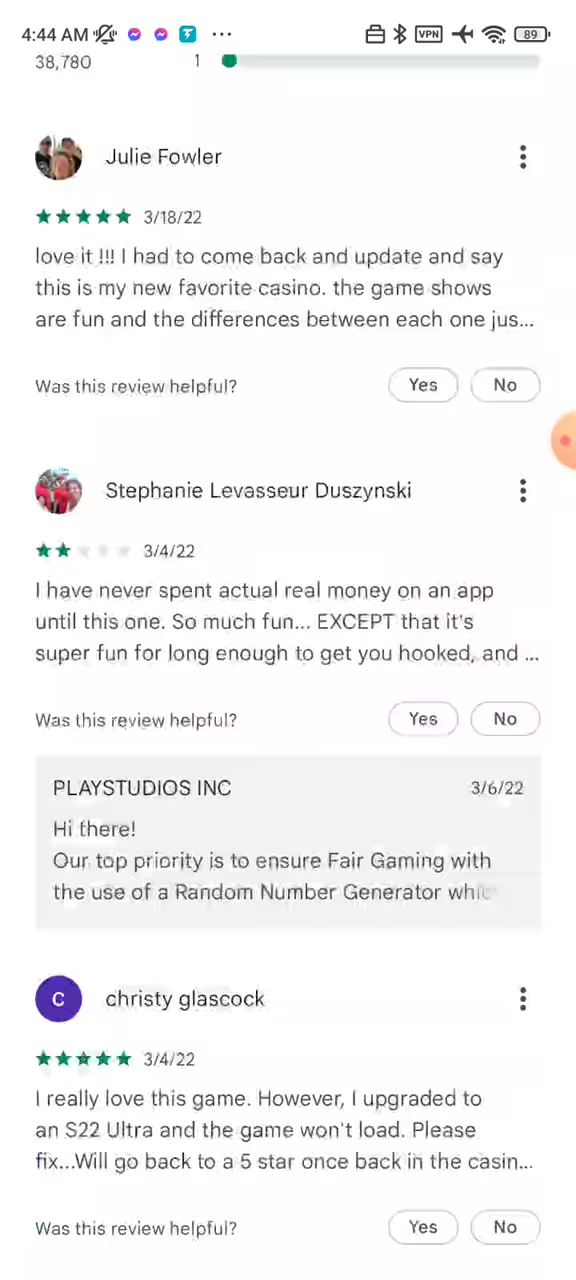 4:44 AM ... VPN 89
38,780 1
Julie Fowler
3/18/22
love it !!! I had to come back and update and say
this is my new favorite casino. the game shows
are fun and the differences between each one jus...
Was this review helpful? Yes No
Stephanie Levasseur Duszynski
3/4/22
I have never spent actual real money on an app
until this one. So much fun... EXCEPT that it's
super fun for long enough to get you hooked, and ...
Was this review helpful? Yes No
PLAYSTUDIOS INC 3/6/22
Hi there!
Our top priority is to ensure Fair Gaming with
the use of a Random Number Generator whic
C christy glascock
3/4/22
I really love this game. However, I upgraded to
an S22 Ultra and the game won't load. Please
fix...Will go back to a 5 star once back in the casin...
Was this review helpful? Yes No